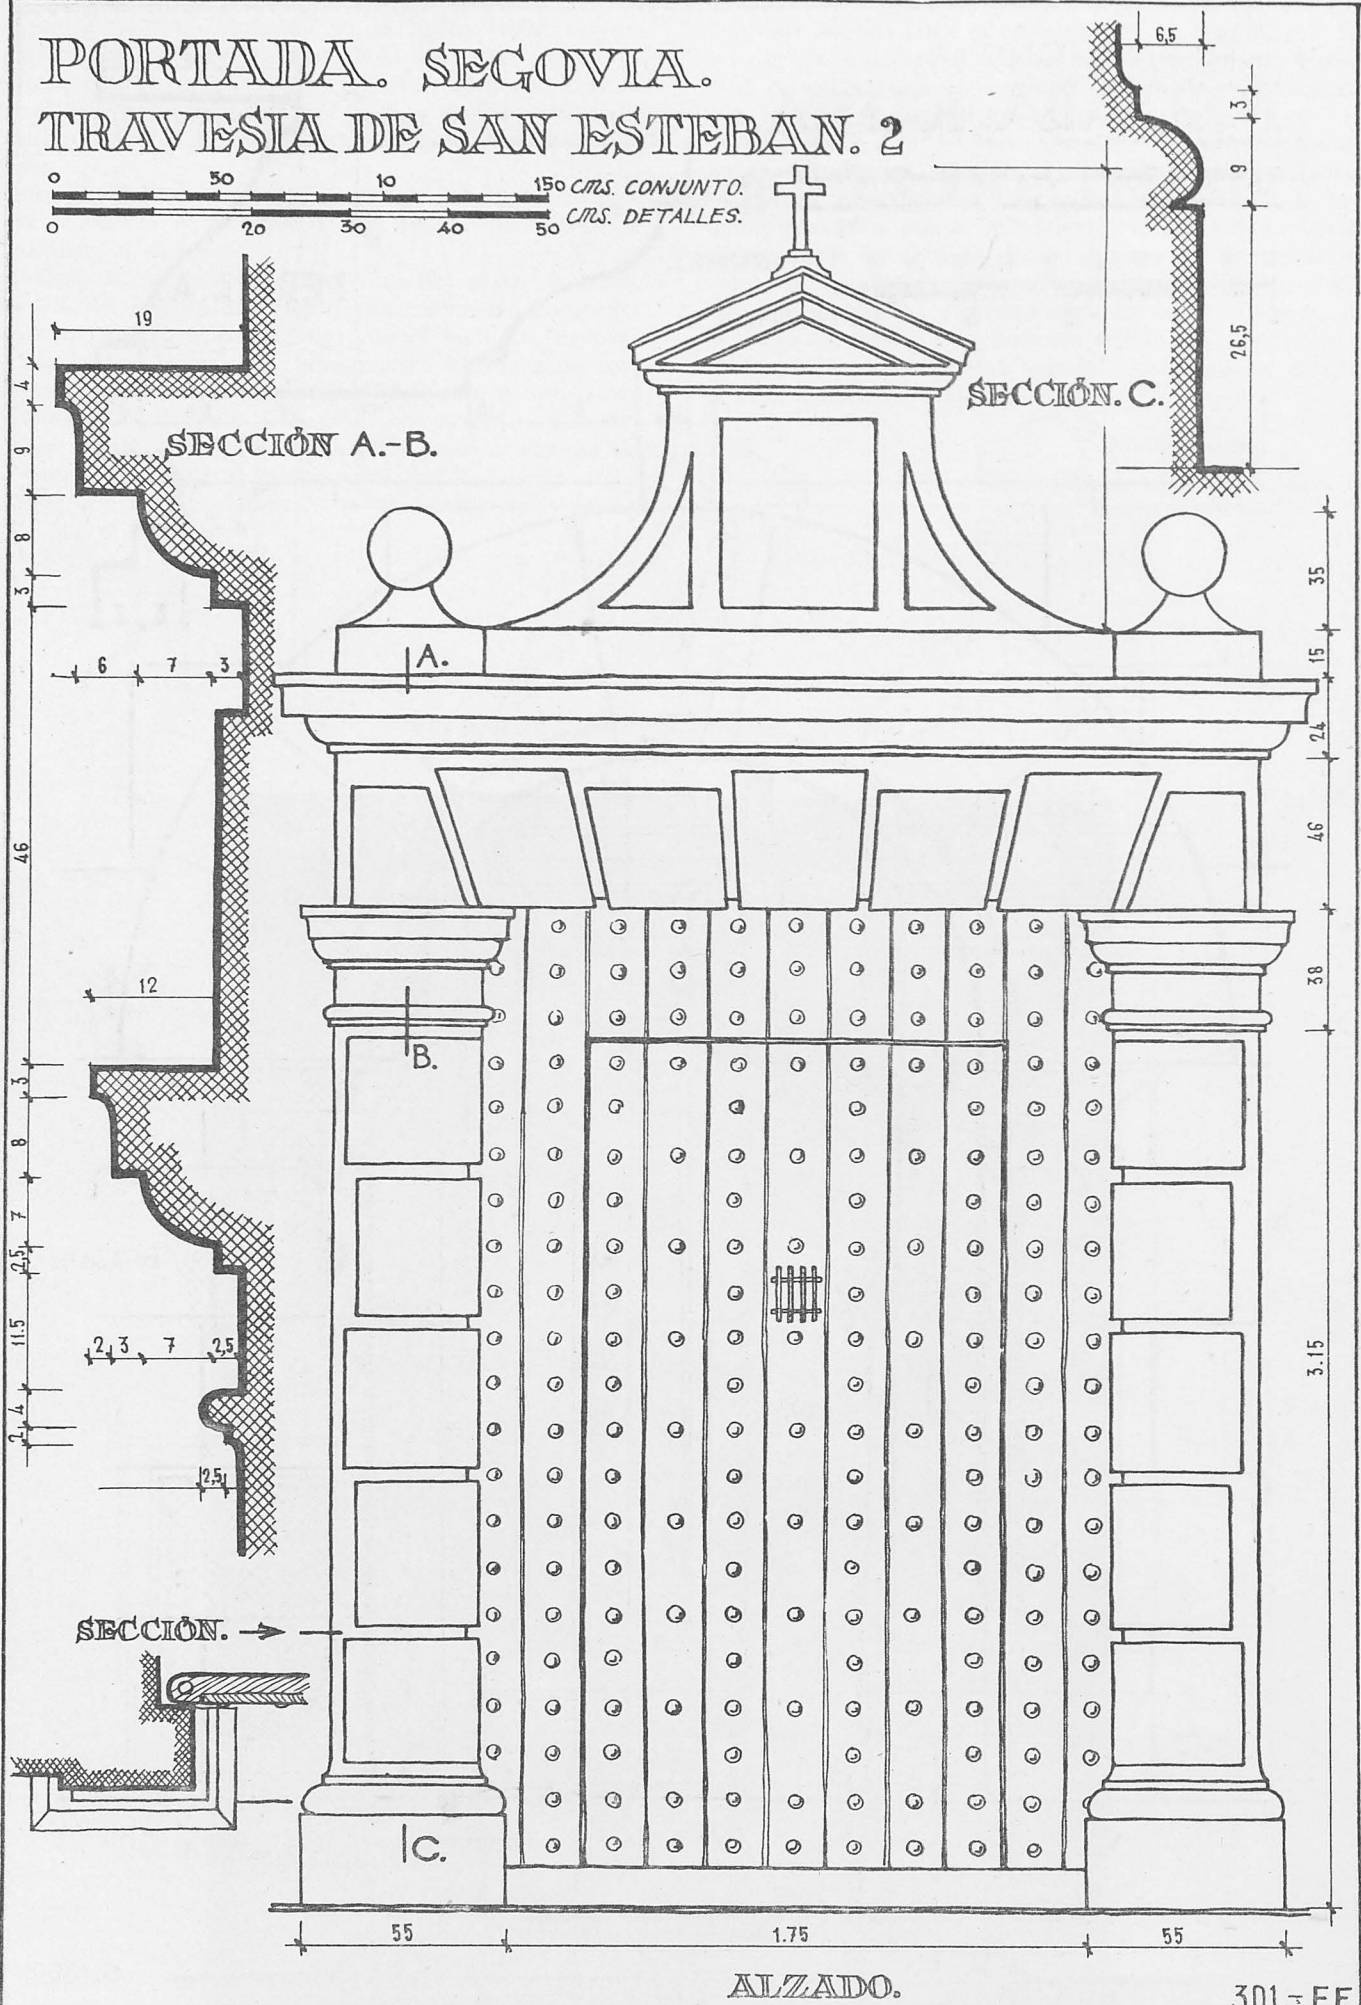 PORTADA. SEGOVIA.
TRAVESIA DE SAN ESTEBAN. 2
0 50 10 150 CMS. CONJUNTO.
0 20 30 40 50 CMS. DETALLES.
6,5
3
9
26,5
SECCIÓN. C.
19
4
9
8
3
SECCIÓN A.-B.
6 7 3
46
12
3
8
7
2,5
11.5
2 3 7 2,5
4
2
2,5
A.
B.
35
15
24
46
38
3.15
SECCIÓN.
C.
55 1.75 55
ALZADO.
301-EF